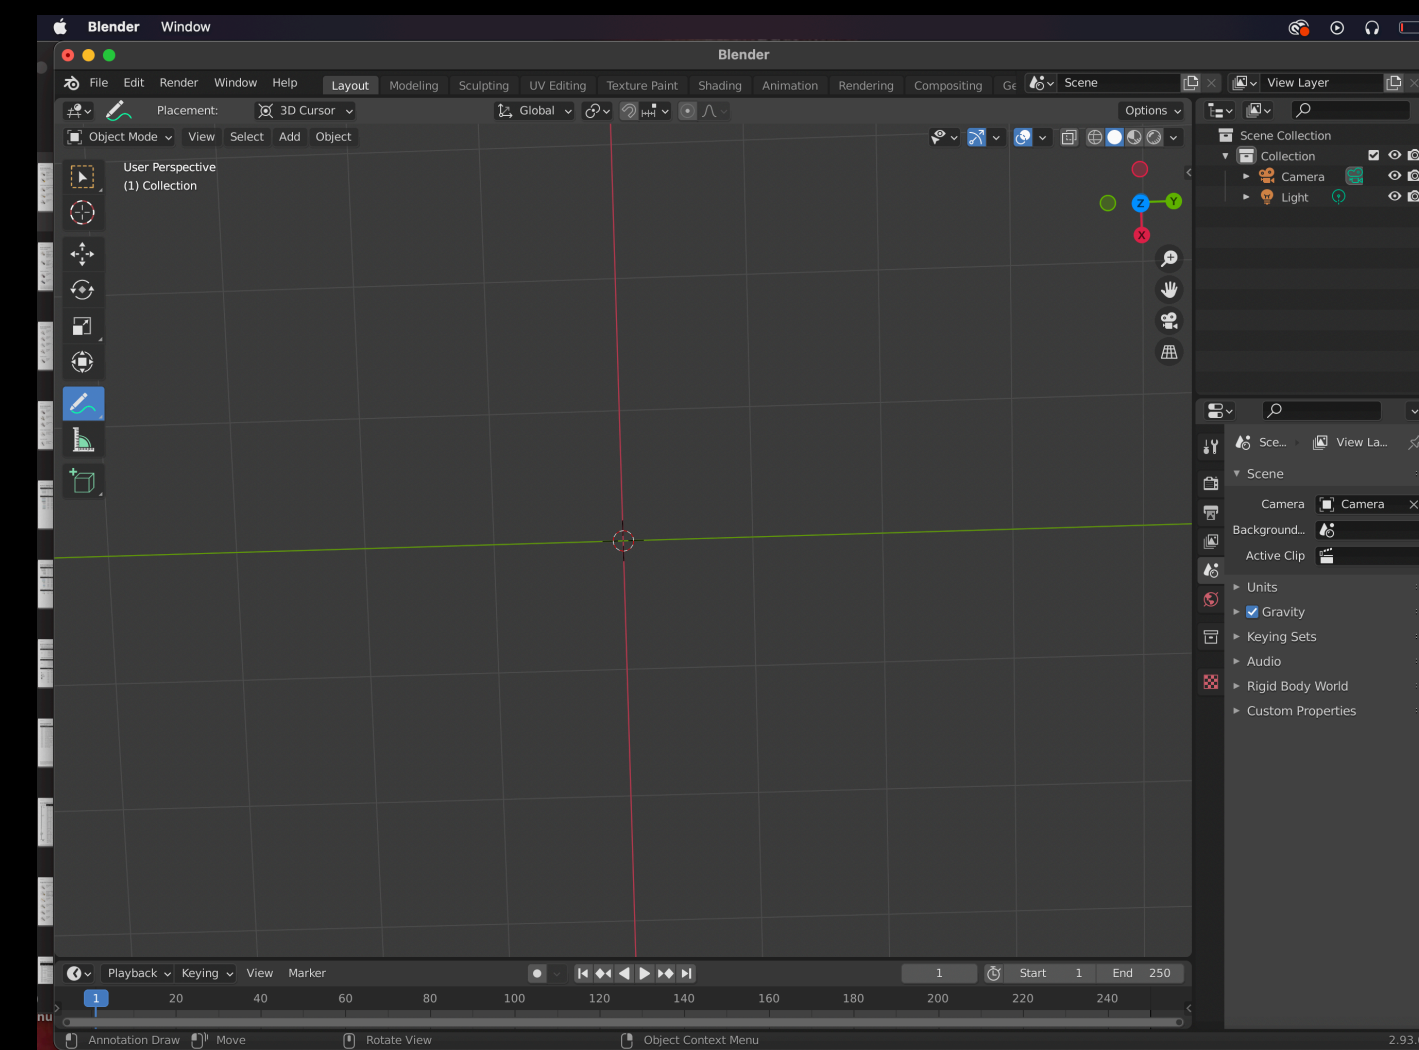 Blender Window
Blender
File Edit Render Window Help Layout Modeling Sculpting UV Editing Texture Paint Shading Animation Rendering Compositing Scene View Layer
Placement: 3D Cursor Global Options
Object Mode View Select Add Object
User Perspective
(1) Collection
Z Y
X
Scene Collection
Collection
Camera
Light
Sce... View La...
Scene
Camera Camera
Background...
Active Clip
Units
Gravity
Keying Sets
Audio
Rigid Body World
Custom Properties
Playback Keying View Marker 1 Start 1 End 250
1 20 40 60 80 100 120 140 160 180 200 220 240
Annotation Draw Move Rotate View Object Context Menu 2.93.